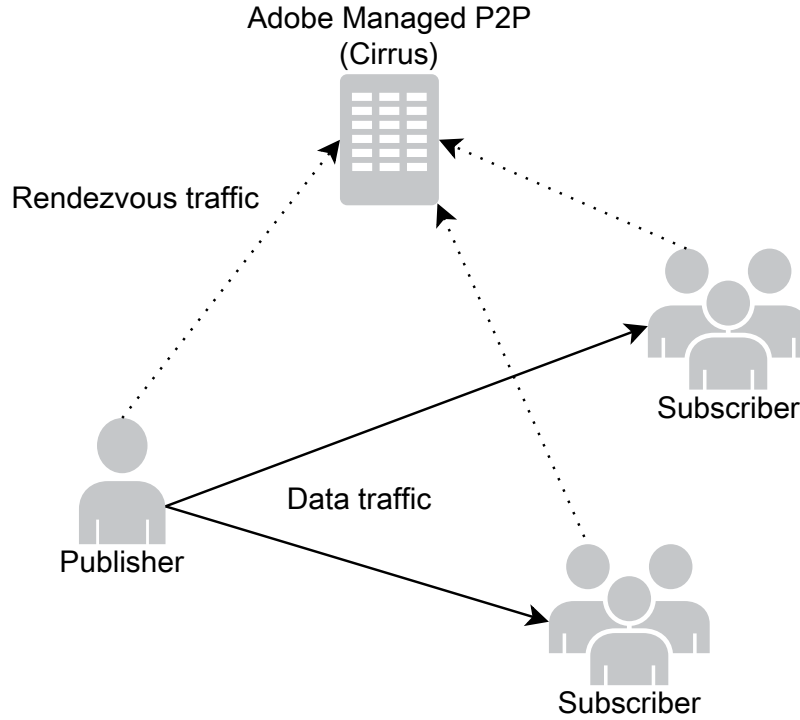 Adobe Managed P2P
(Cirrus)
Rendezvous traffic
Subscriber
Data traffic
Publisher
Subscriber